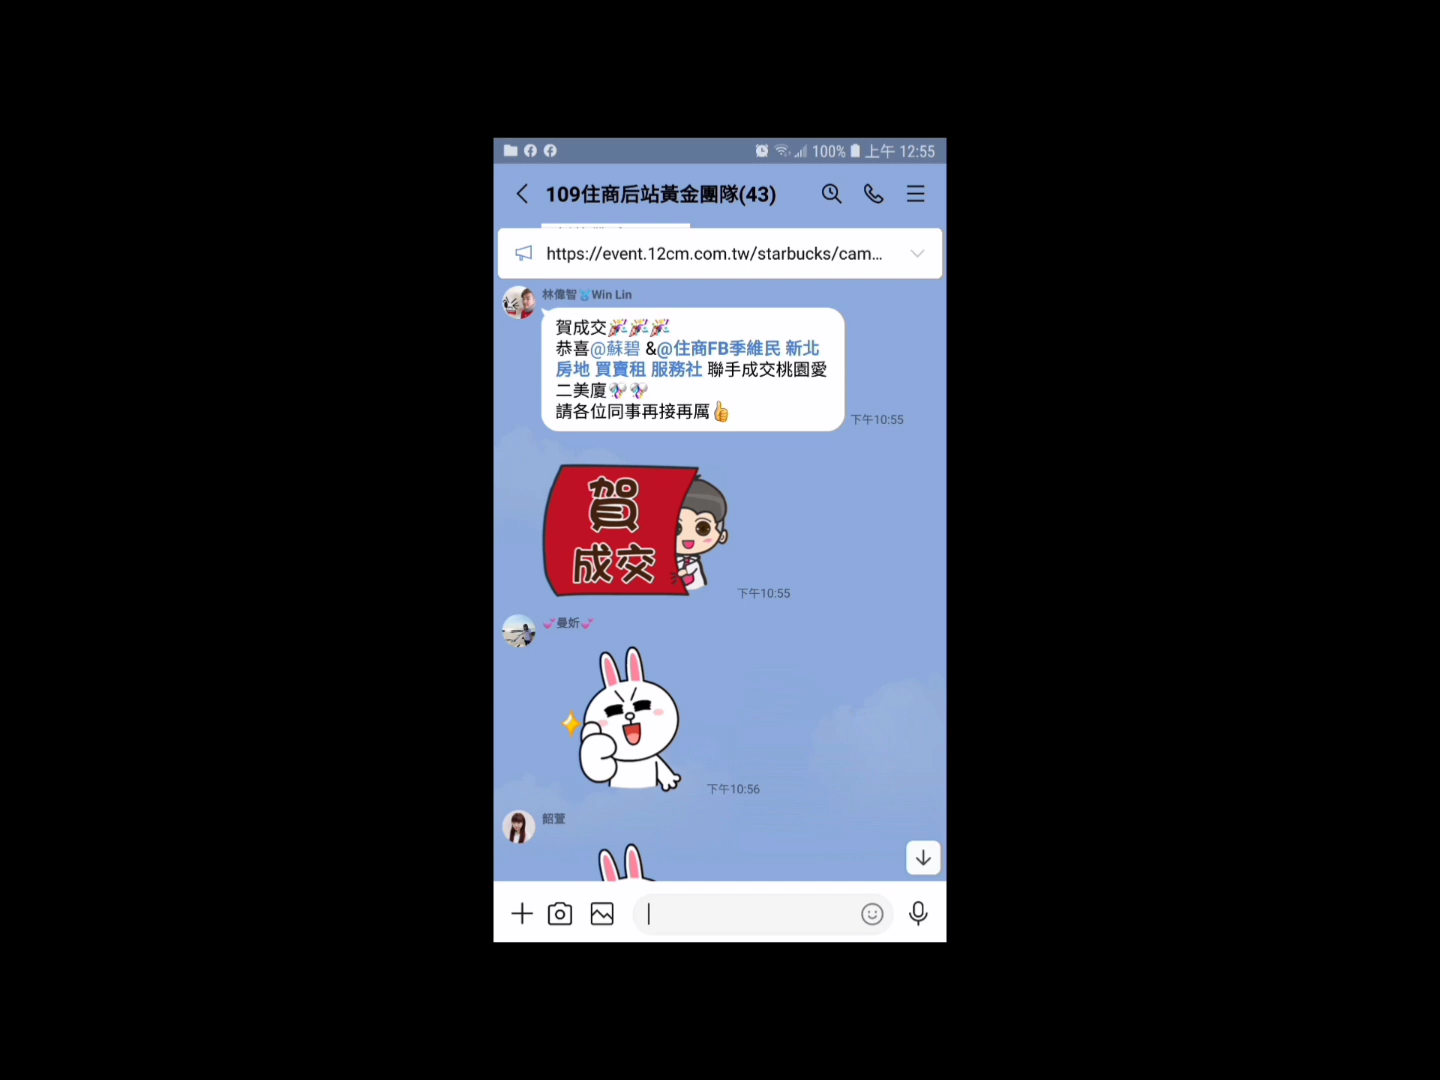 100% 上午 12:55
109住商后站黃金團隊(43)
https://event.12cm.com.tw/starbucks/cam...
林偉智 Win Lin
賀成交🎉🎉🎉
恭喜@蘇碧 &@住商FB季維民 新北
房地 買賣租 服務社 聯手成交桃園愛
二美廈🎊🎊
請各位同事再接再厲👍
下午10:55
賀
成交
下午10:55
💞曼妡💞
下午10:56
韶萱